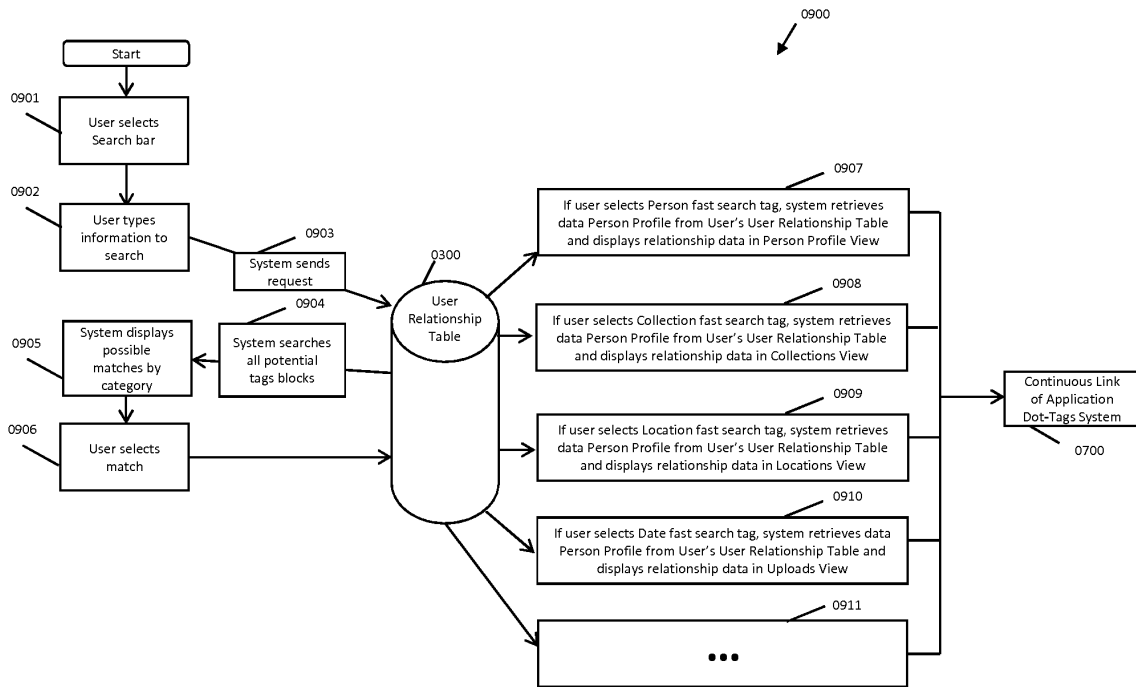 0900
Start
0901
User selects
Search bar
0902
User types
information to
search
0903
System sends
request
0300
User
Relationship
Table
0904
System searches
all potential
tags blocks
0905
System displays
possible
matches by
category
0906
User selects
match
0907
If user selects Person fast search tag, system retrieves
data Person Profile from User's User Relationship Table
and displays relationship data in Person Profile View
0908
If user selects Collection fast search tag, system retrieves
data Person Profile from User's User Relationship Table
and displays relationship data in Collections View
0909
If user selects Location fast search tag, system retrieves
data Person Profile from User's User Relationship Table
and displays relationship data in Locations View
0910
If user selects Date fast search tag, system retrieves data
Person Profile from User's User Relationship Table and
displays relationship data in Uploads View
0911
...
Continuous Link
of Application
Dot-Tags System
0700